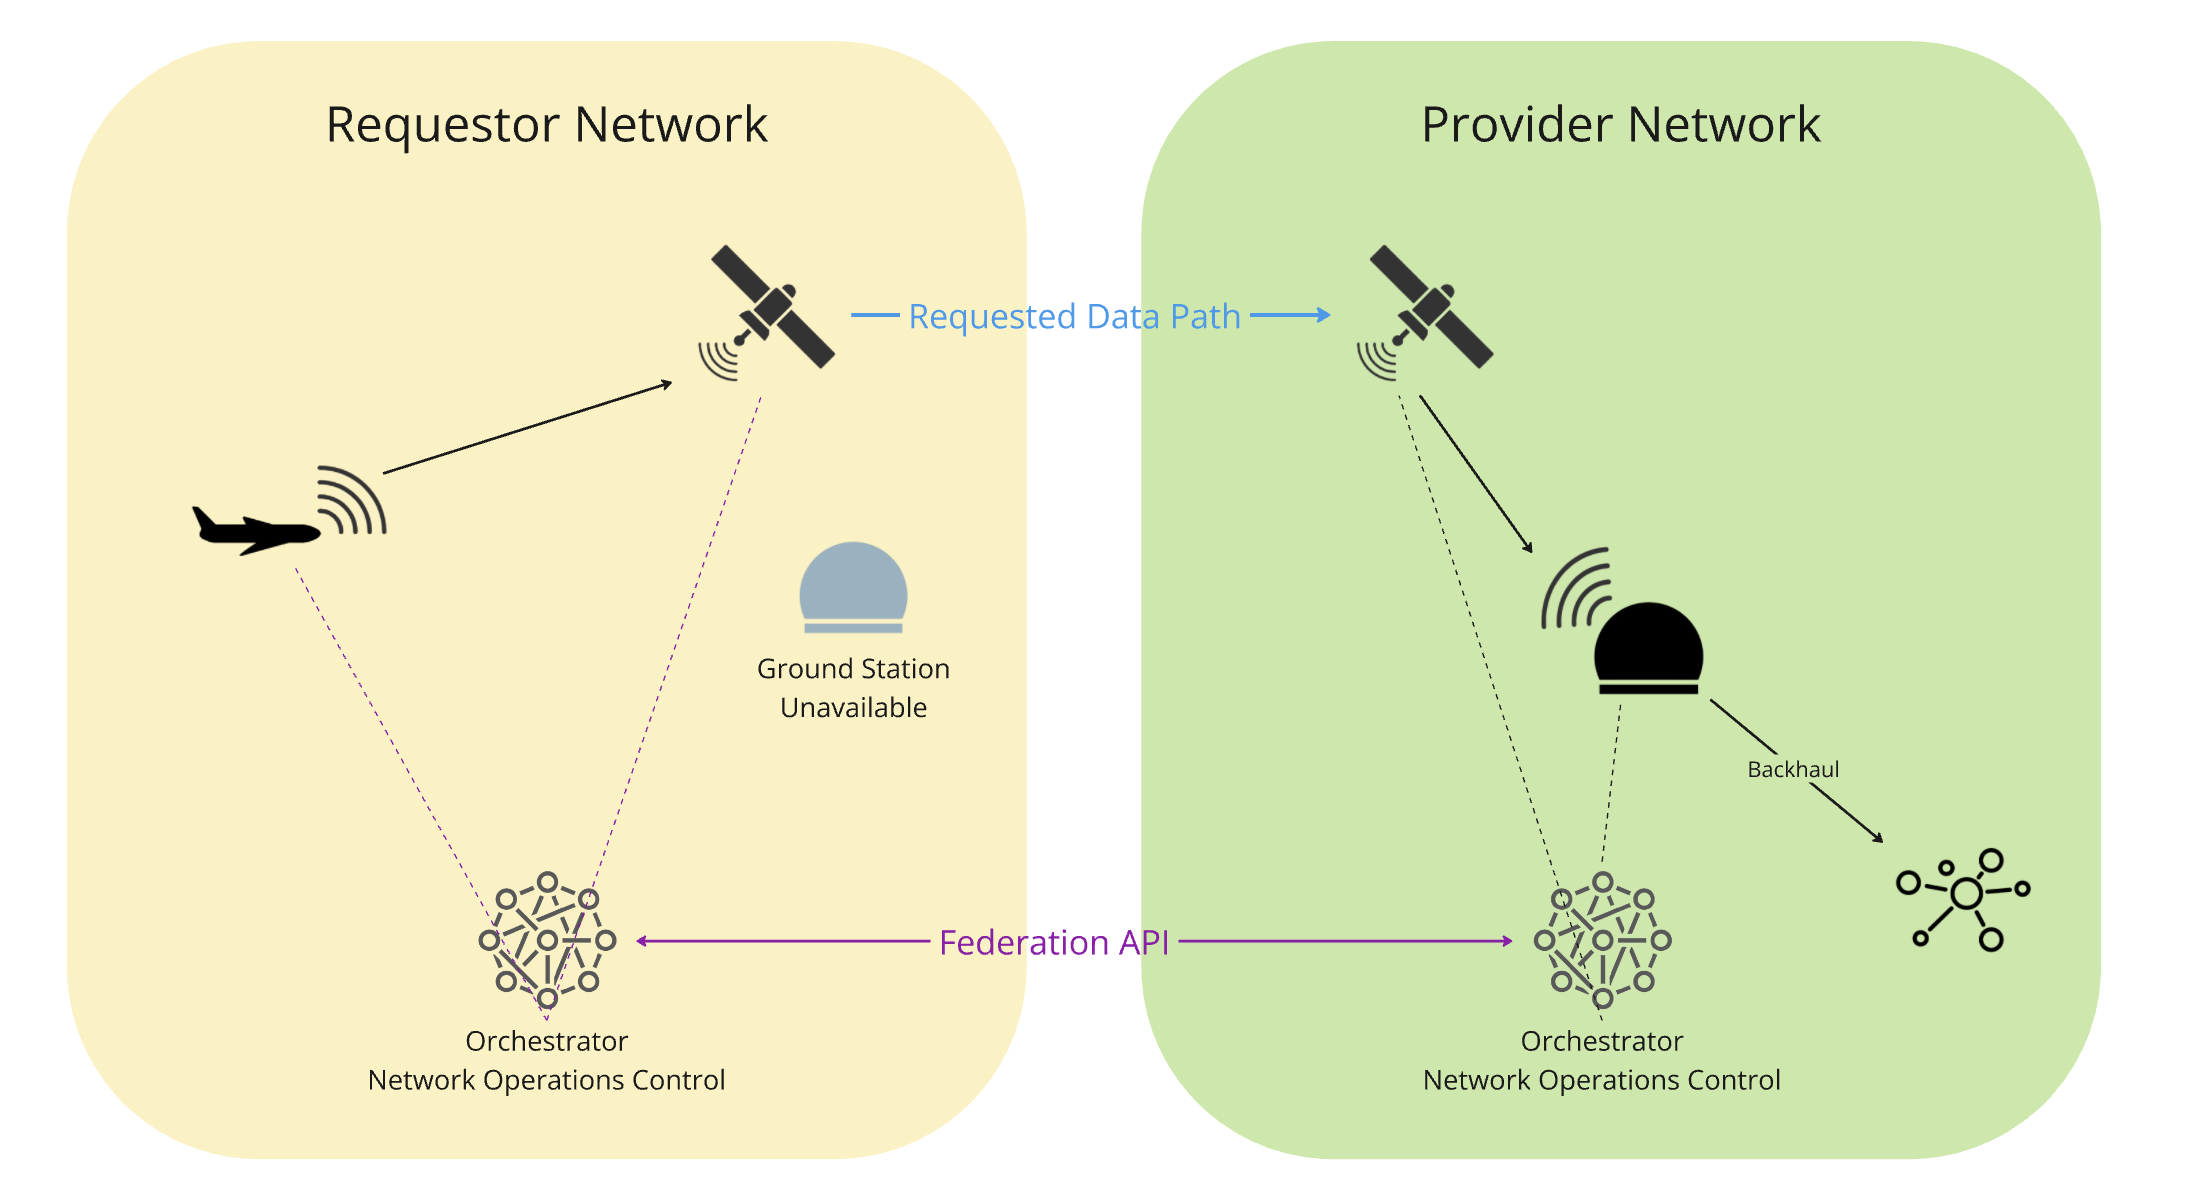 Requestor Network
Provider Network
Requested Data Path
Ground Station
Unavailable
Backhaul
Federation API
Orchestrator
Network Operations Control
Orchestrator
Network Operations Control